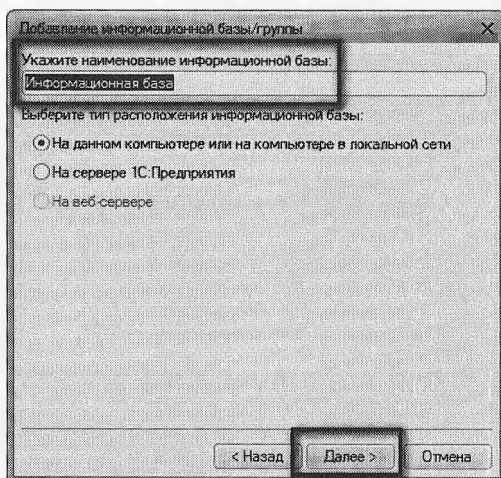 Добавление информационной базы/группы
Укажите наименование информационной базы:
Информационная база
Выберите тип расположения информационной базы:
На данном компьютере или на компьютере в локальной сети
На сервере 1С:Предприятия
На веб-сервере
< Назад Далее > Отмена